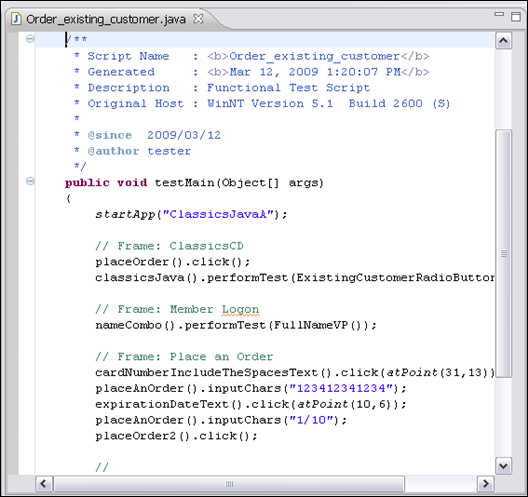 Order_existing_customer.java
/**
* Script Name   : <b>Order_existing_customer</b>
* Generated     : <b>Mar 12, 2009 1:20:07 PM</b>
* Description   : Functional Test Script
* Original Host : WinNT Version 5.1  Build 2600 (S)
*
* @since  2009/03/12
* @author tester
*/
public void testMain(Object[] args)
{
startApp("ClassicsJavaA");
// Frame: ClassicsCD
placeOrder().click();
classicsJava().performTest(ExistingCustomerRadioButton
// Frame: Member Logon
nameCombo().performTest(FullNameVP());
// Frame: Place an Order
cardNumberIncludeTheSpacesText().click(atPoint(31,13))
placeAnOrder().inputChars("123412341234");
expirationDateText().click(atPoint(10,6));
placeAnOrder().inputChars("1/10");
placeOrder2().click();
//